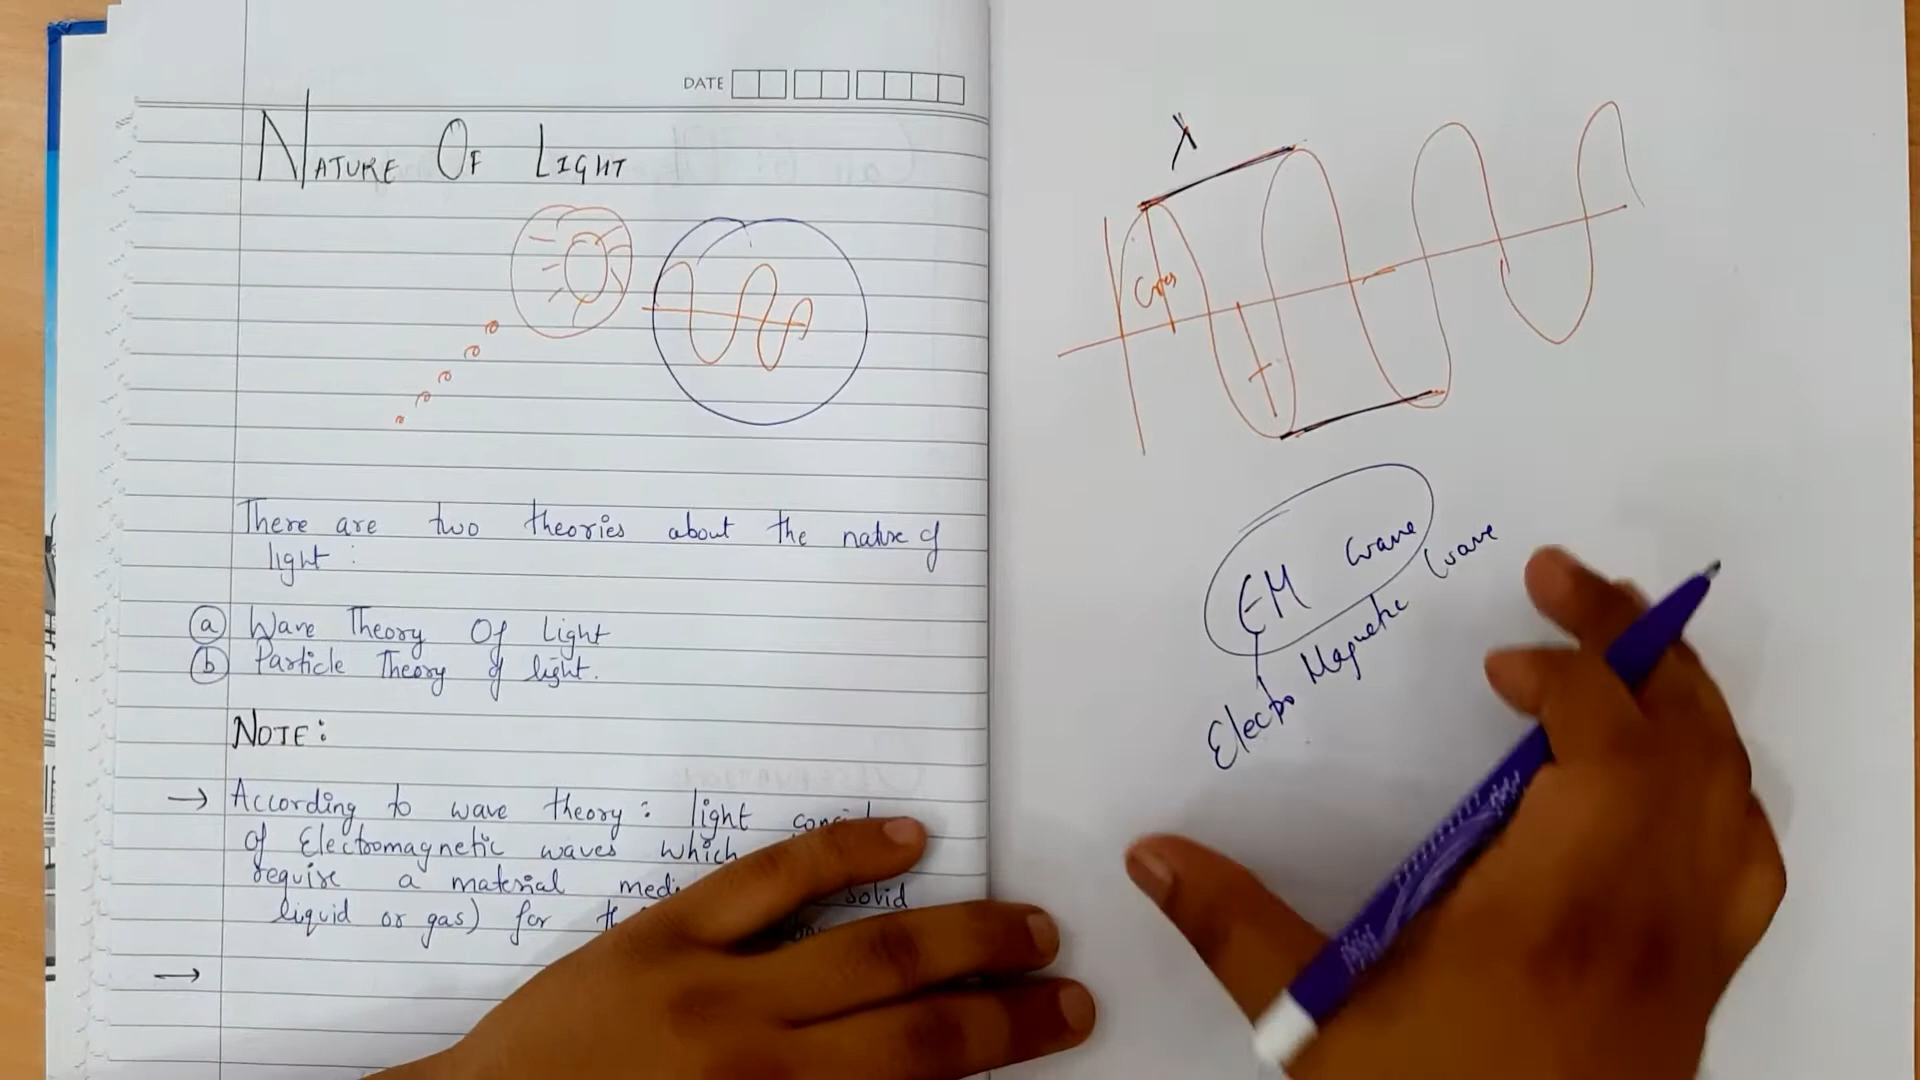 DATE
NATURE OF LIGHT
There are two theories about the nature of
light :
a Wave Theory Of Light
b Particle Theory of light.
NOTE:
→ According to wave theory : light
of Electromagnetic waves which
require a material solid
liquid or gas) for
→
λ
EM wave
Electro Magnetic wave